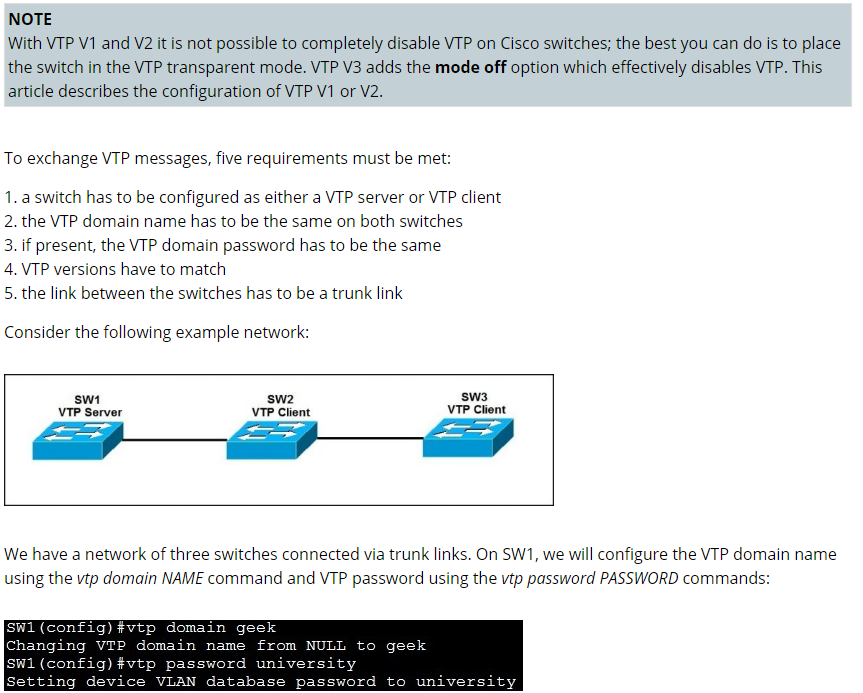 NOTE
With VTP V1 and V2 it is not possible to completely disable VTP on Cisco switches; the best you can do is to place
the switch in the VTP transparent mode. VTP V3 adds the mode off option which effectively disables VTP. This
article describes the configuration of VTP V1 or V2.
To exchange VTP messages, five requirements must be met:
1. a switch has to be configured as either a VTP server or VTP client
2. the VTP domain name has to be the same on both switches
3. if present, the VTP domain password has to be the same
4. VTP versions have to match
5. the link between the switches has to be a trunk link
Consider the following example network:
SW1
VTP Server
SW2
VTP Client
SW3
VTP Client
We have a network of three switches connected via trunk links. On SW1, we will configure the VTP domain name
using the vtp domain NAME command and VTP password using the vtp password PASSWORD commands:
SW1(config)#vtp domain geek
Changing VTP domain name from NULL to geek
SW1(config)#vtp password university
Setting device VLAN database password to university